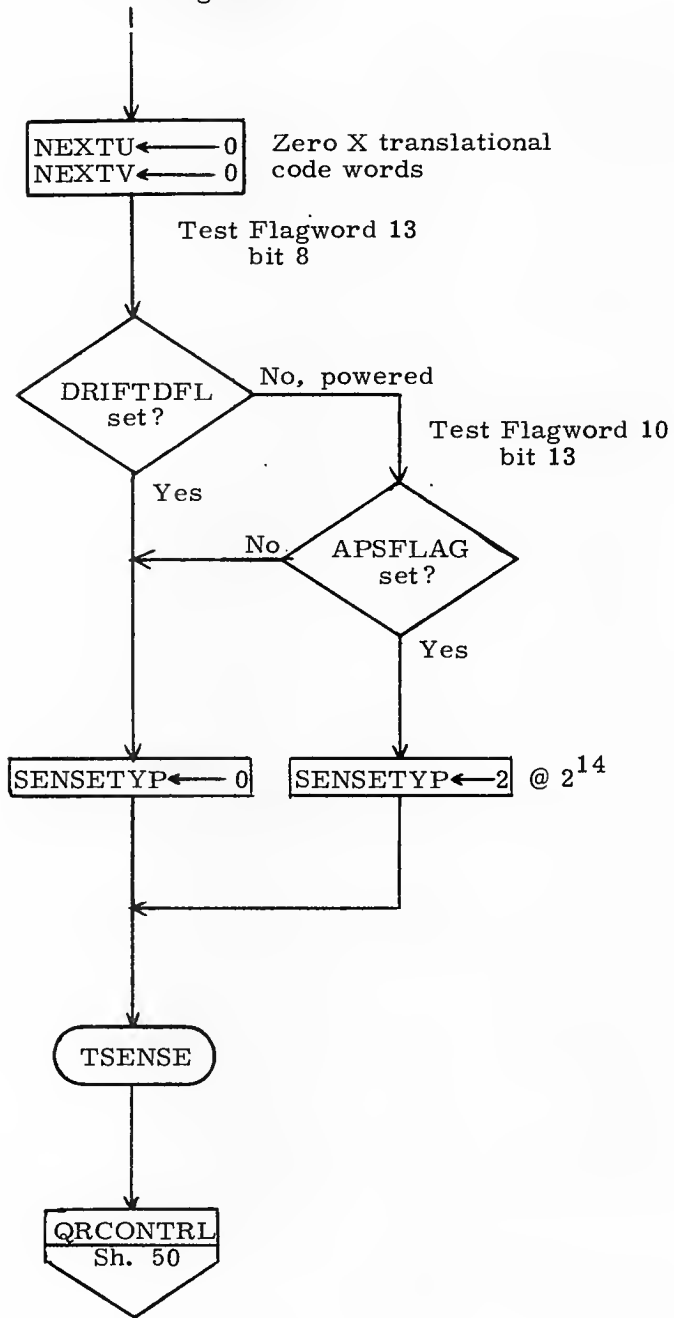 NEXTU ← 0
NEXTV ← 0
Zero X translational
code words
Test Flagword 13
bit 8
DRIFTDFL
set?
No, powered
Yes
Test Flagword 10
bit 13
No
APSFLAG
set?
Yes
SENSETYP ← 0
SENSETYP ← 2 @ 2^14
TSENSE
QRCONTRL
Sh. 50